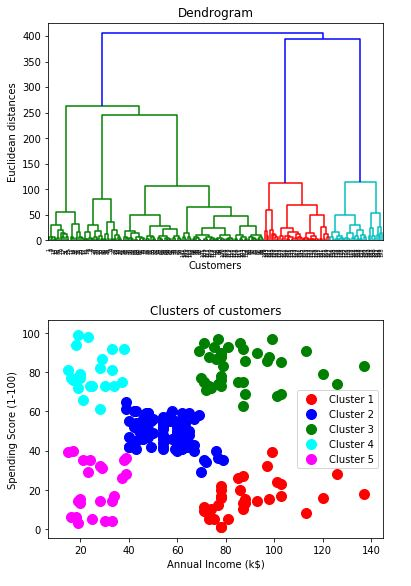 Dendrogram
400
350
300
250
200
150
100
50
0
Euclidean distances
Customers
Clusters of customers
100
80
60
40
20
0
Spending Score (1-100)
Cluster 1
Cluster 2
Cluster 3
Cluster 4
Cluster 5
20 40 60 80 100 120 140
Annual Income (k$)